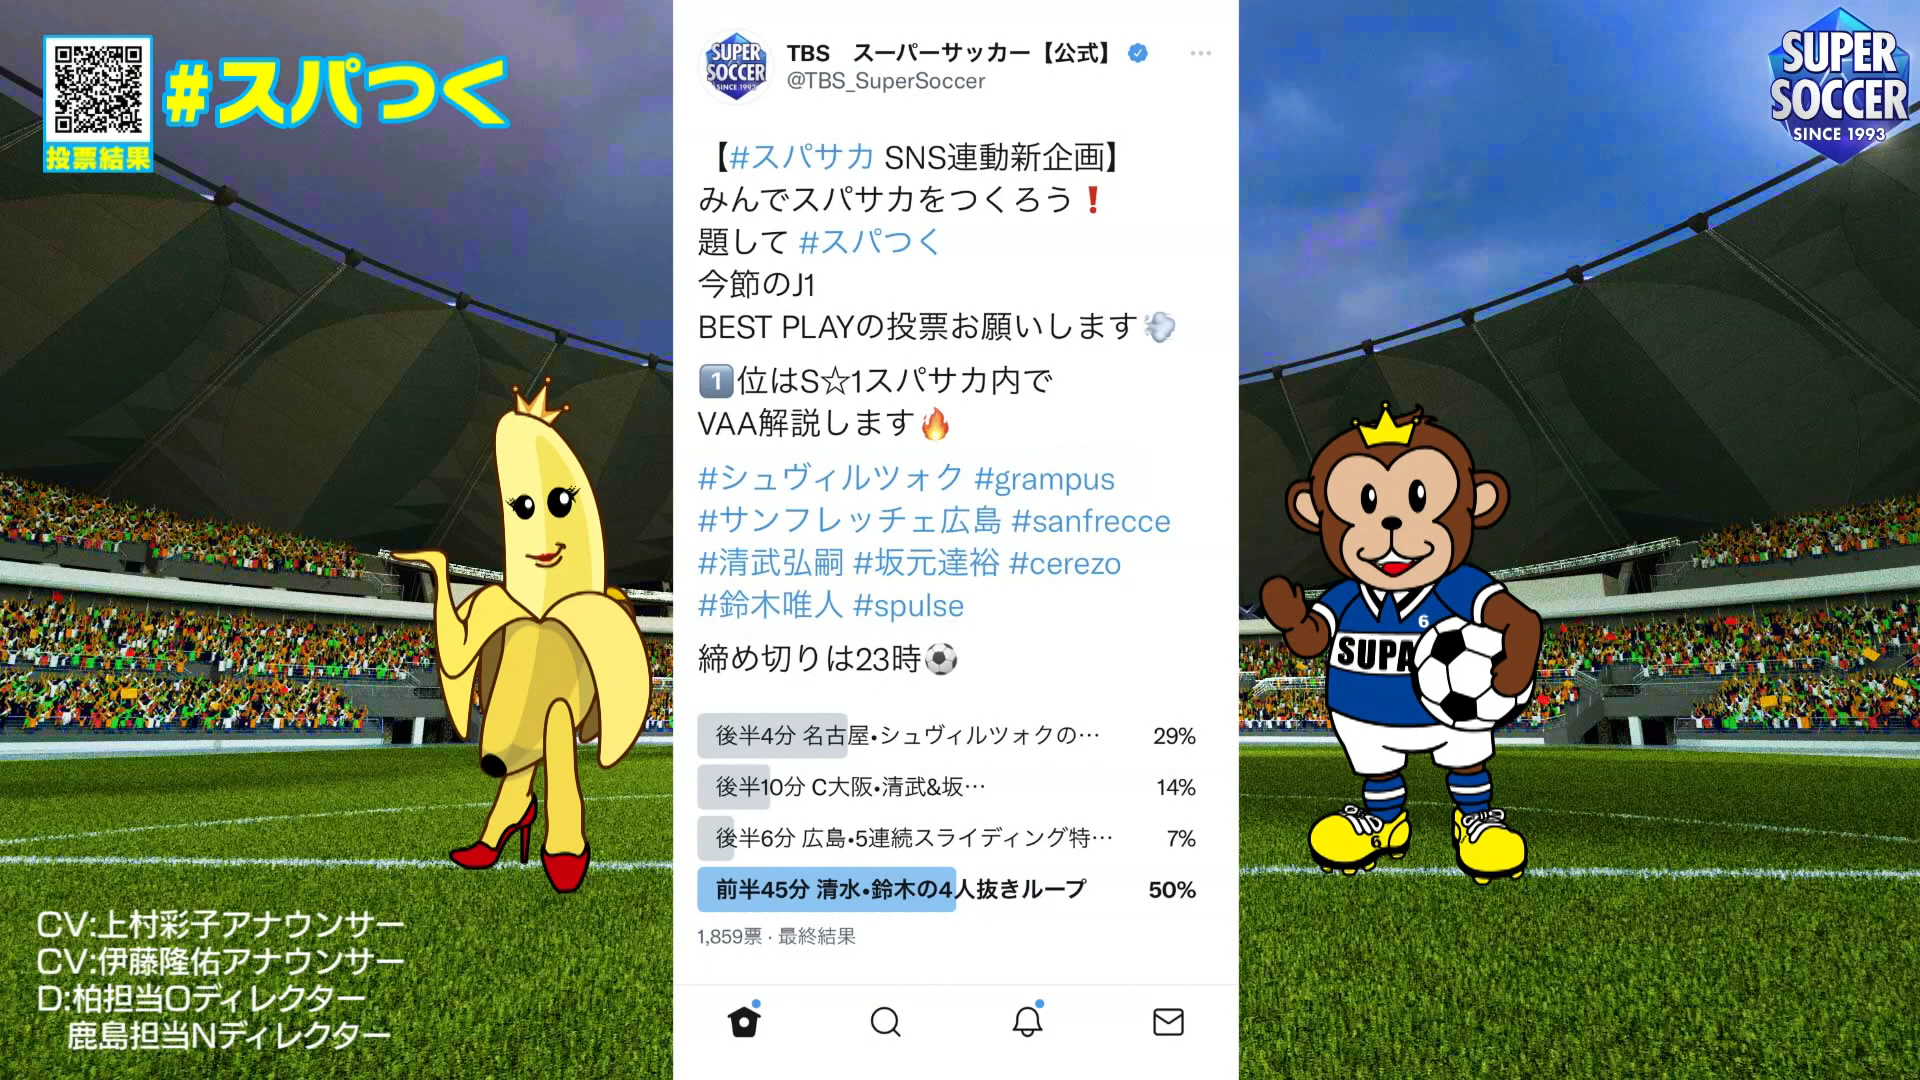 #スパつく
投票結果
SUPER
SOCCER
SINCE 1993
TBS　スーパーサッカー【公式】
@TBS_SuperSoccer
SUPER
SOCCER
SINCE 1993
【#スパサカ SNS連動新企画】
みんでスパサカをつくろう❗
題して #スパつく
今節のJ1
BEST PLAYの投票お願いします💨
1️⃣位はS☆1スパサカ内で
VAA解説します🔥
#シュヴィルツォク #grampus
#サンフレッチェ広島 #sanfrecce
#清武弘嗣 #坂元達裕 #cerezo
#鈴木唯人 #spulse
締め切りは23時⚽
後半4分 名古屋•シュヴィルツォクの… 29%
後半10分 C大阪•清武&坂… 14%
後半6分 広島•5連続スライディング特… 7%
前半45分 清水•鈴木の4人抜きループ 50%
1,859票 · 最終結果
6
SUPA
6
CV:上村彩子アナウンサー
CV:伊藤隆佑アナウンサー
D:柏担当Oディレクター
鹿島担当Nディレクター